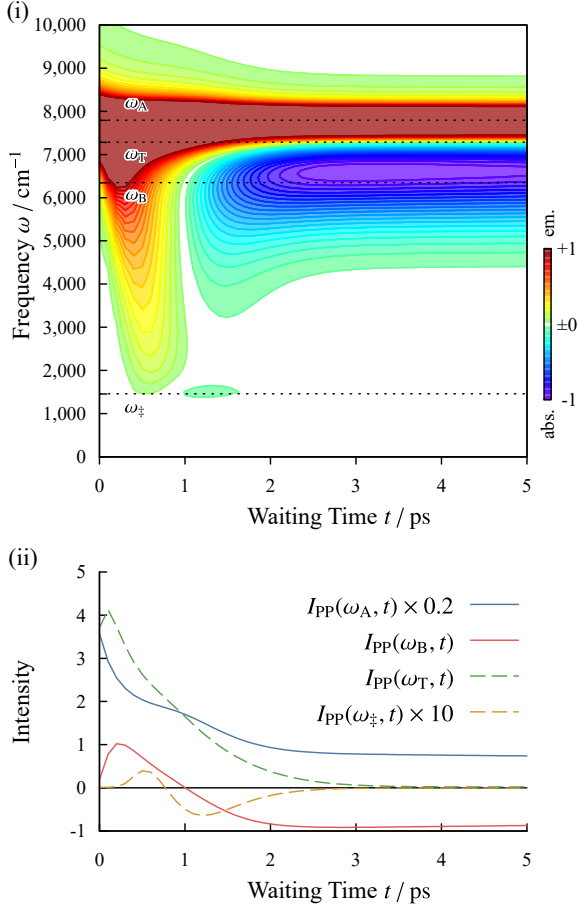 (i)
10,000
9,000
8,000
7,000
6,000
5,000
4,000
3,000
2,000
1,000
0
Frequency ω / cm⁻¹
ω_A
ω_T
ω_B
ω_‡
0 1 2 3 4 5
Waiting Time t / ps
abs. em.
+1
±0
-1
(ii)
5
4
3
2
1
0
-1
Intensity
I_PP(ω_A, t) × 0.2
I_PP(ω_B, t)
I_PP(ω_T, t)
I_PP(ω_‡, t) × 10
0 1 2 3 4 5
Waiting Time t / ps